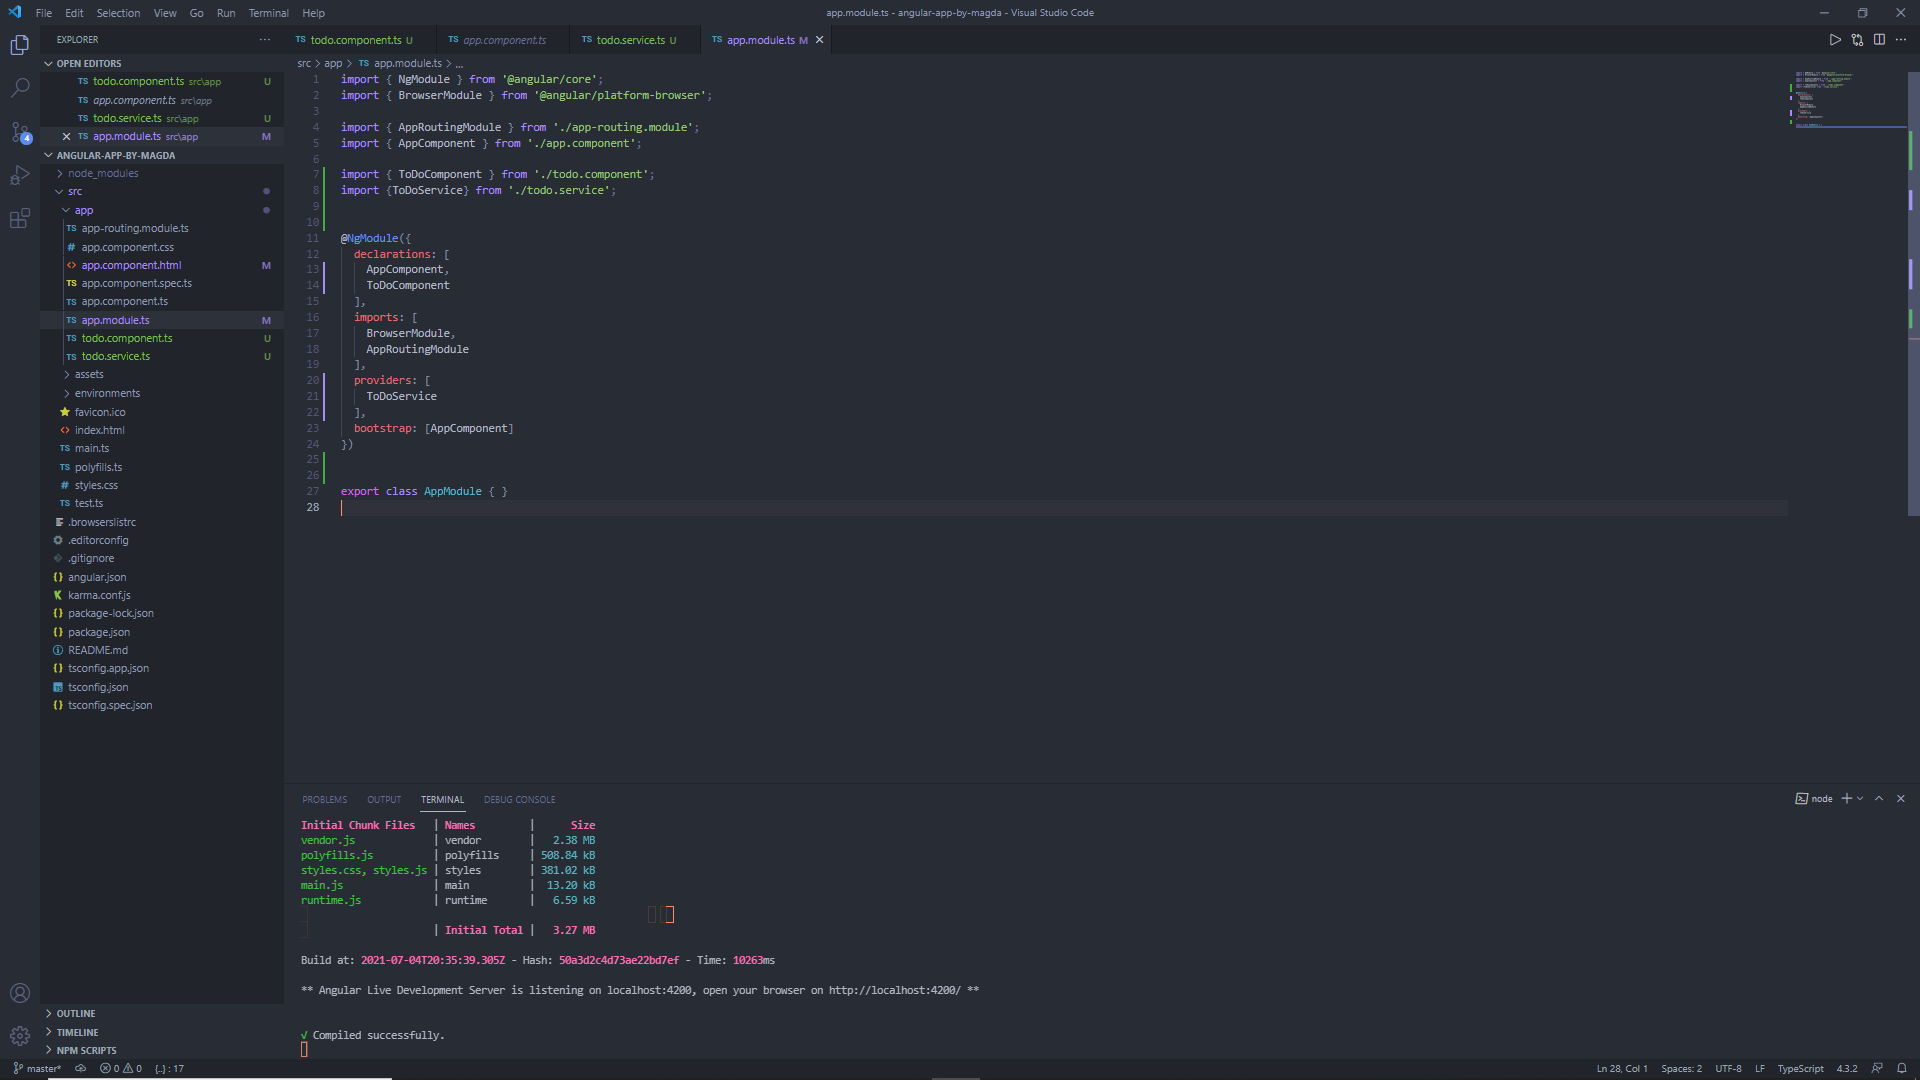 File Edit Selection View Go Run Terminal Help
app.module.ts - angular-app-by-magda - Visual Studio Code
EXPLORER
TS todo.component.ts U
TS app.component.ts
TS todo.service.ts U
TS app.module.ts M
OPEN EDITORS
TS todo.component.ts src\app U
TS app.component.ts src\app
TS todo.service.ts src\app U
TS app.module.ts src\app M
ANGULAR-APP-BY-MAGDA
node_modules
src
app
TS app-routing.module.ts
# app.component.css
<> app.component.html M
TS app.component.spec.ts
TS app.component.ts
TS app.module.ts M
TS todo.component.ts U
TS todo.service.ts U
assets
environments
favicon.ico
<> index.html
TS main.ts
TS polyfills.ts
# styles.css
TS test.ts
.browserslistrc
.editorconfig
.gitignore
{} angular.json
karma.conf.js
{} package-lock.json
{} package.json
README.md
{} tsconfig.app.json
tsconfig.json
{} tsconfig.spec.json
OUTLINE
TIMELINE
NPM SCRIPTS
src > app > TS app.module.ts > ...
1 import { NgModule } from '@angular/core';
2 import { BrowserModule } from '@angular/platform-browser';
3
4 import { AppRoutingModule } from './app-routing.module';
5 import { AppComponent } from './app.component';
6
7 import { ToDoComponent } from './todo.component';
8 import {ToDoService} from './todo.service';
9
10
11 @NgModule({
12 declarations: [
13 AppComponent,
14 ToDoComponent
15 ],
16 imports: [
17 BrowserModule,
18 AppRoutingModule
19 ],
20 providers: [
21 ToDoService
22 ],
23 bootstrap: [AppComponent]
24 })
25
26
27 export class AppModule { }
28
PROBLEMS OUTPUT TERMINAL DEBUG CONSOLE
node
Initial Chunk Files | Names | Size
vendor.js | vendor | 2.38 MB
polyfills.js | polyfills | 508.84 kB
styles.css, styles.js | styles | 381.02 kB
main.js | main | 13.20 kB
runtime.js | runtime | 6.59 kB
| Initial Total | 3.27 MB
Build at: 2021-07-04T20:35:39.305Z - Hash: 50a3d2c4d73ae22bd7ef - Time: 10263ms
** Angular Live Development Server is listening on localhost:4200, open your browser on http://localhost:4200/ **
√ Compiled successfully.
4
master* 0 0 {..} : 17
Ln 28, Col 1 Spaces: 2 UTF-8 LF TypeScript 4.3.2